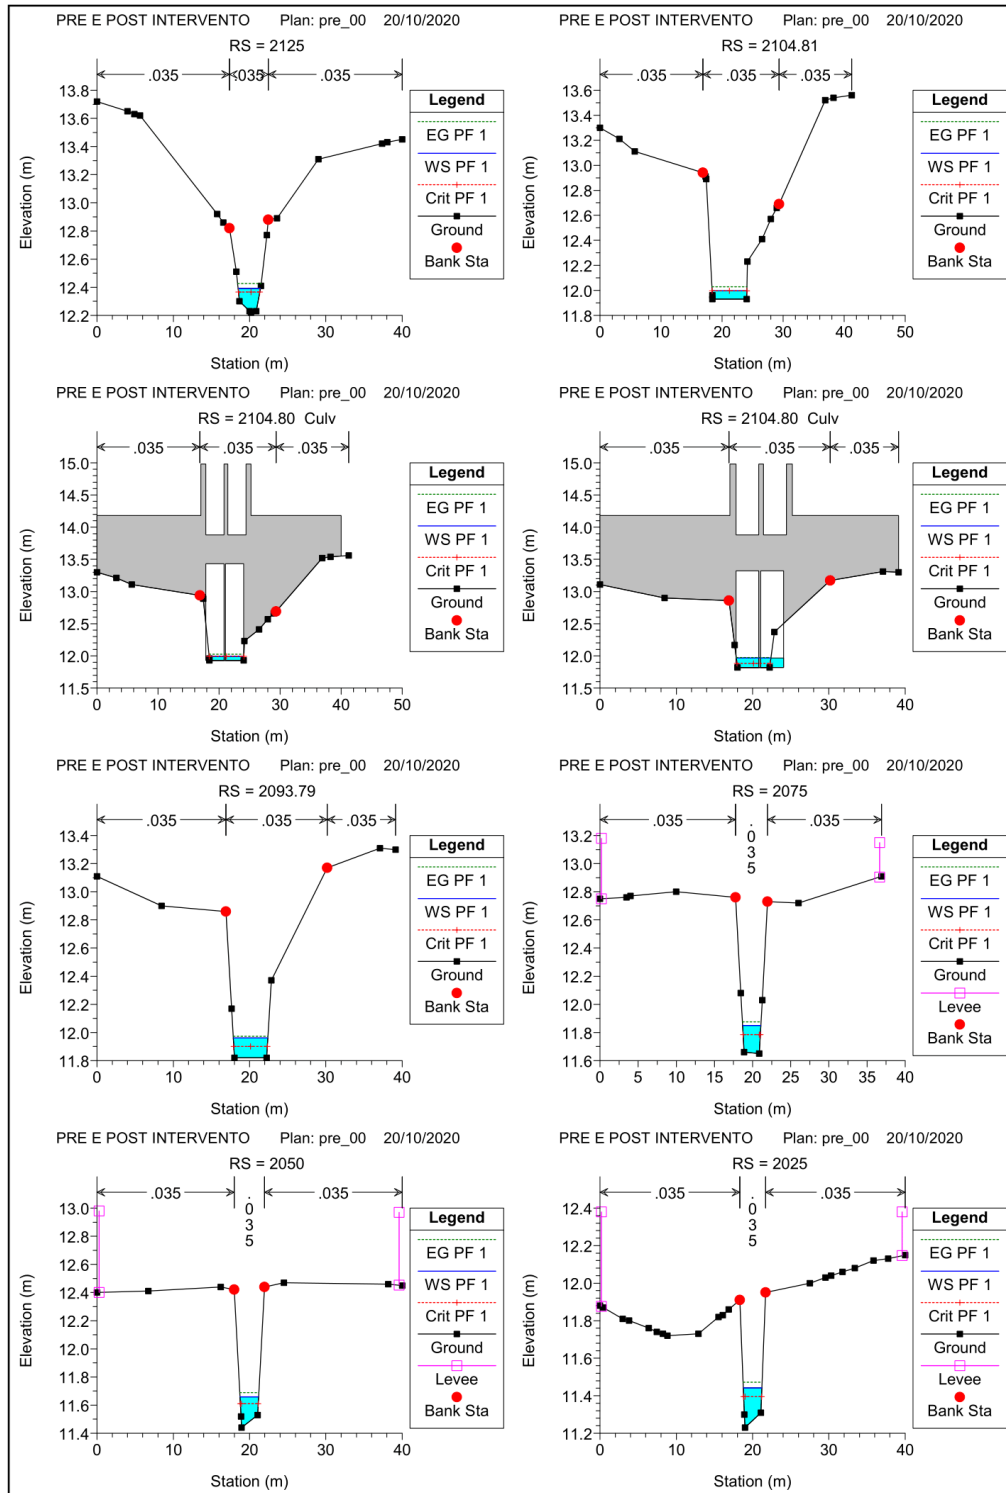 PRE E POST INTERVENTO Plan: pre_00 20/10/2020
RS = 2125
.035 .035 .035
13.8
13.6
13.4
13.2
13.0
12.8
12.6
12.4
12.2
0 10 20 30 40
Elevation (m)
Station (m)
Legend
EG PF 1
WS PF 1
Crit PF 1
Ground
Bank Sta
PRE E POST INTERVENTO Plan: pre_00 20/10/2020
RS = 2104.81
.035 .035 .035
13.6
13.4
13.2
13.0
12.8
12.6
12.4
12.2
12.0
11.8
0 10 20 30 40 50
Elevation (m)
Station (m)
Legend
EG PF 1
WS PF 1
Crit PF 1
Ground
Bank Sta
PRE E POST INTERVENTO Plan: pre_00 20/10/2020
RS = 2104.80 Culv
.035 .035 .035
15.0
14.5
14.0
13.5
13.0
12.5
12.0
11.5
0 10 20 30 40 50
Elevation (m)
Station (m)
Legend
EG PF 1
WS PF 1
Crit PF 1
Ground
Bank Sta
PRE E POST INTERVENTO Plan: pre_00 20/10/2020
RS = 2104.80 Culv
.035 .035 .035
15.0
14.5
14.0
13.5
13.0
12.5
12.0
11.5
0 10 20 30 40
Elevation (m)
Station (m)
Legend
EG PF 1
WS PF 1
Crit PF 1
Ground
Bank Sta
PRE E POST INTERVENTO Plan: pre_00 20/10/2020
RS = 2093.79
.035 .035 .035
13.4
13.2
13.0
12.8
12.6
12.4
12.2
12.0
11.8
0 10 20 30 40
Elevation (m)
Station (m)
Legend
EG PF 1
WS PF 1
Crit PF 1
Ground
Bank Sta
PRE E POST INTERVENTO Plan: pre_00 20/10/2020
RS = 2075
.035 .035 .035
13.2
13.0
12.8
12.6
12.4
12.2
12.0
11.8
11.6
0 5 10 15 20 25 30 35 40
Elevation (m)
Station (m)
Legend
EG PF 1
WS PF 1
Crit PF 1
Ground
Levee
Bank Sta
PRE E POST INTERVENTO Plan: pre_00 20/10/2020
RS = 2050
.035 .035 .035
13.0
12.8
12.6
12.4
12.2
12.0
11.8
11.6
11.4
0 10 20 30 40
Elevation (m)
Station (m)
Legend
EG PF 1
WS PF 1
Crit PF 1
Ground
Levee
Bank Sta
PRE E POST INTERVENTO Plan: pre_00 20/10/2020
RS = 2025
.035 .035 .035
12.4
12.2
12.0
11.8
11.6
11.4
11.2
0 10 20 30 40
Elevation (m)
Station (m)
Legend
EG PF 1
WS PF 1
Crit PF 1
Ground
Levee
Bank Sta